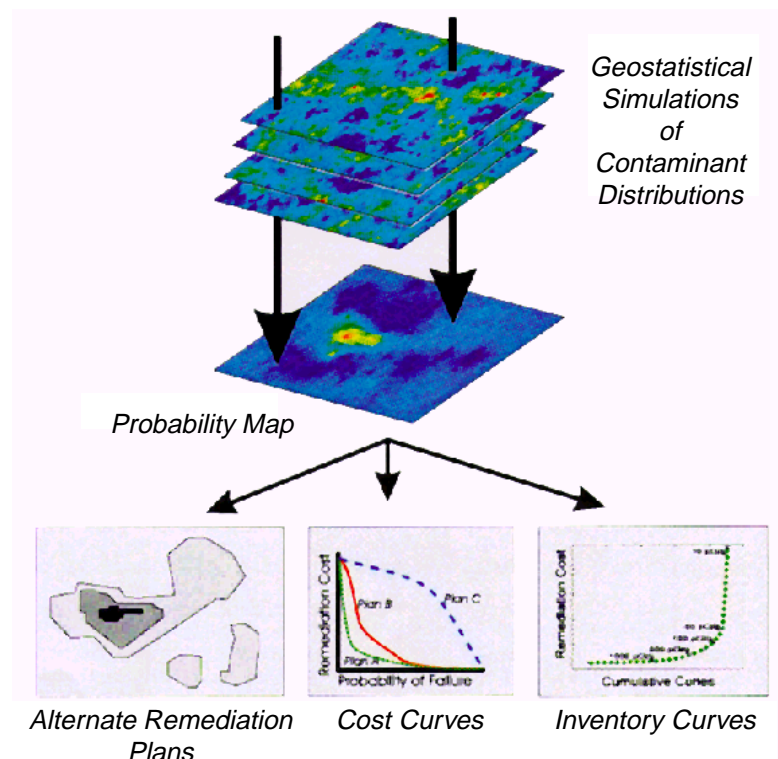 Geostatistical
Simulations
of
Contaminant
Distributions
Probability Map
Remediation Cost
Plan B
Plan C
Plan A
Probability of Failure
Remediation Cost
Cumulative Curies
Alternate Remediation
Plans
Cost Curves
Inventory Curves